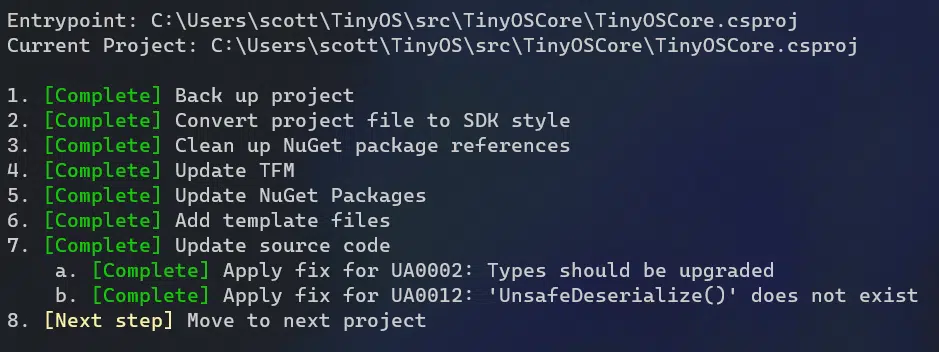 Entrypoint: C:\Users\scott\TinyOS\src\TinyOSCore\TinyOSCore.csproj
Current Project: C:\Users\scott\TinyOS\src\TinyOSCore\TinyOSCore.csproj
1. [Complete] Back up project
2. [Complete] Convert project file to SDK style
3. [Complete] Clean up NuGet package references
4. [Complete] Update TFM
5. [Complete] Update NuGet Packages
6. [Complete] Add template files
7. [Complete] Update source code
a. [Complete] Apply fix for UA0002: Types should be upgraded
b. [Complete] Apply fix for UA0012: 'UnsafeDeserialize()' does not exist
8. [Next step] Move to next project